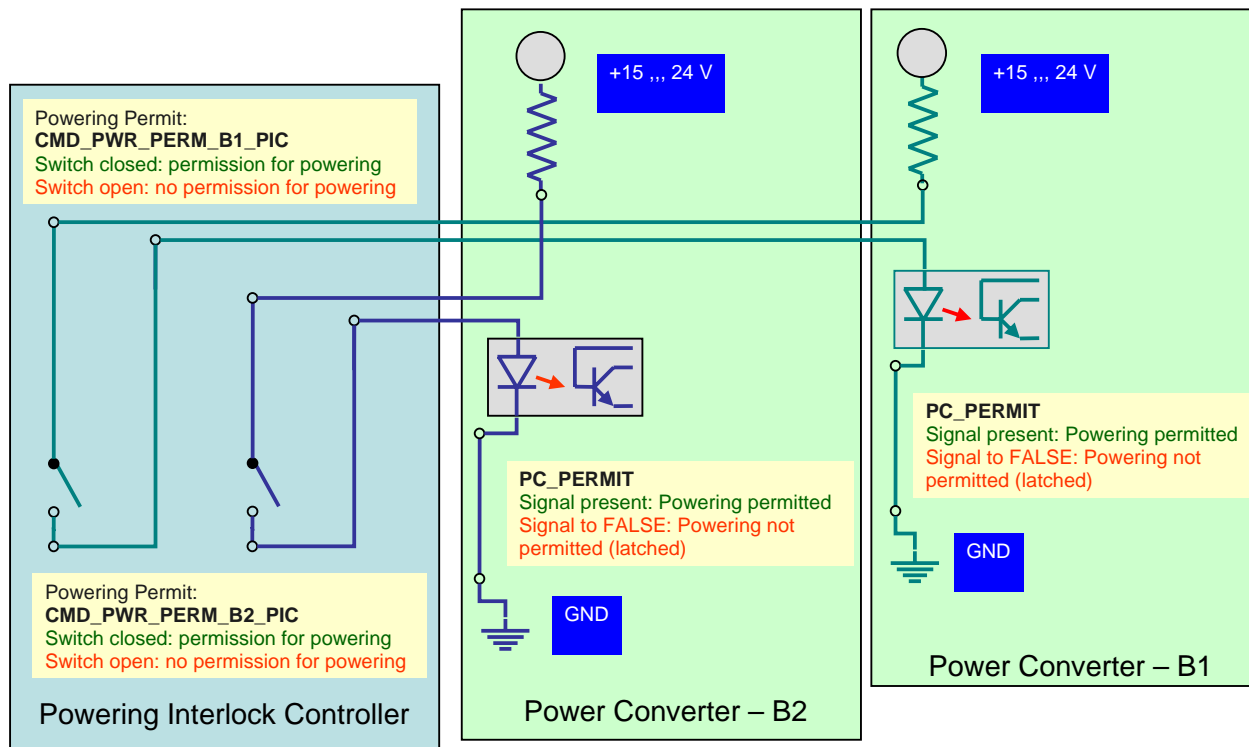 Powering Permit:
CMD_PWR_PERM_B1_PIC
Switch closed: permission for powering
Switch open: no permission for powering
Powering Permit:
CMD_PWR_PERM_B2_PIC
Switch closed: permission for powering
Switch open: no permission for powering
Powering Interlock Controller
+15 ,,, 24 V
PC_PERMIT
Signal present: Powering permitted
Signal to FALSE: Powering not
permitted (latched)
GND
Power Converter – B2
+15 ,,, 24 V
PC_PERMIT
Signal present: Powering permitted
Signal to FALSE: Powering not
permitted (latched)
GND
Power Converter – B1